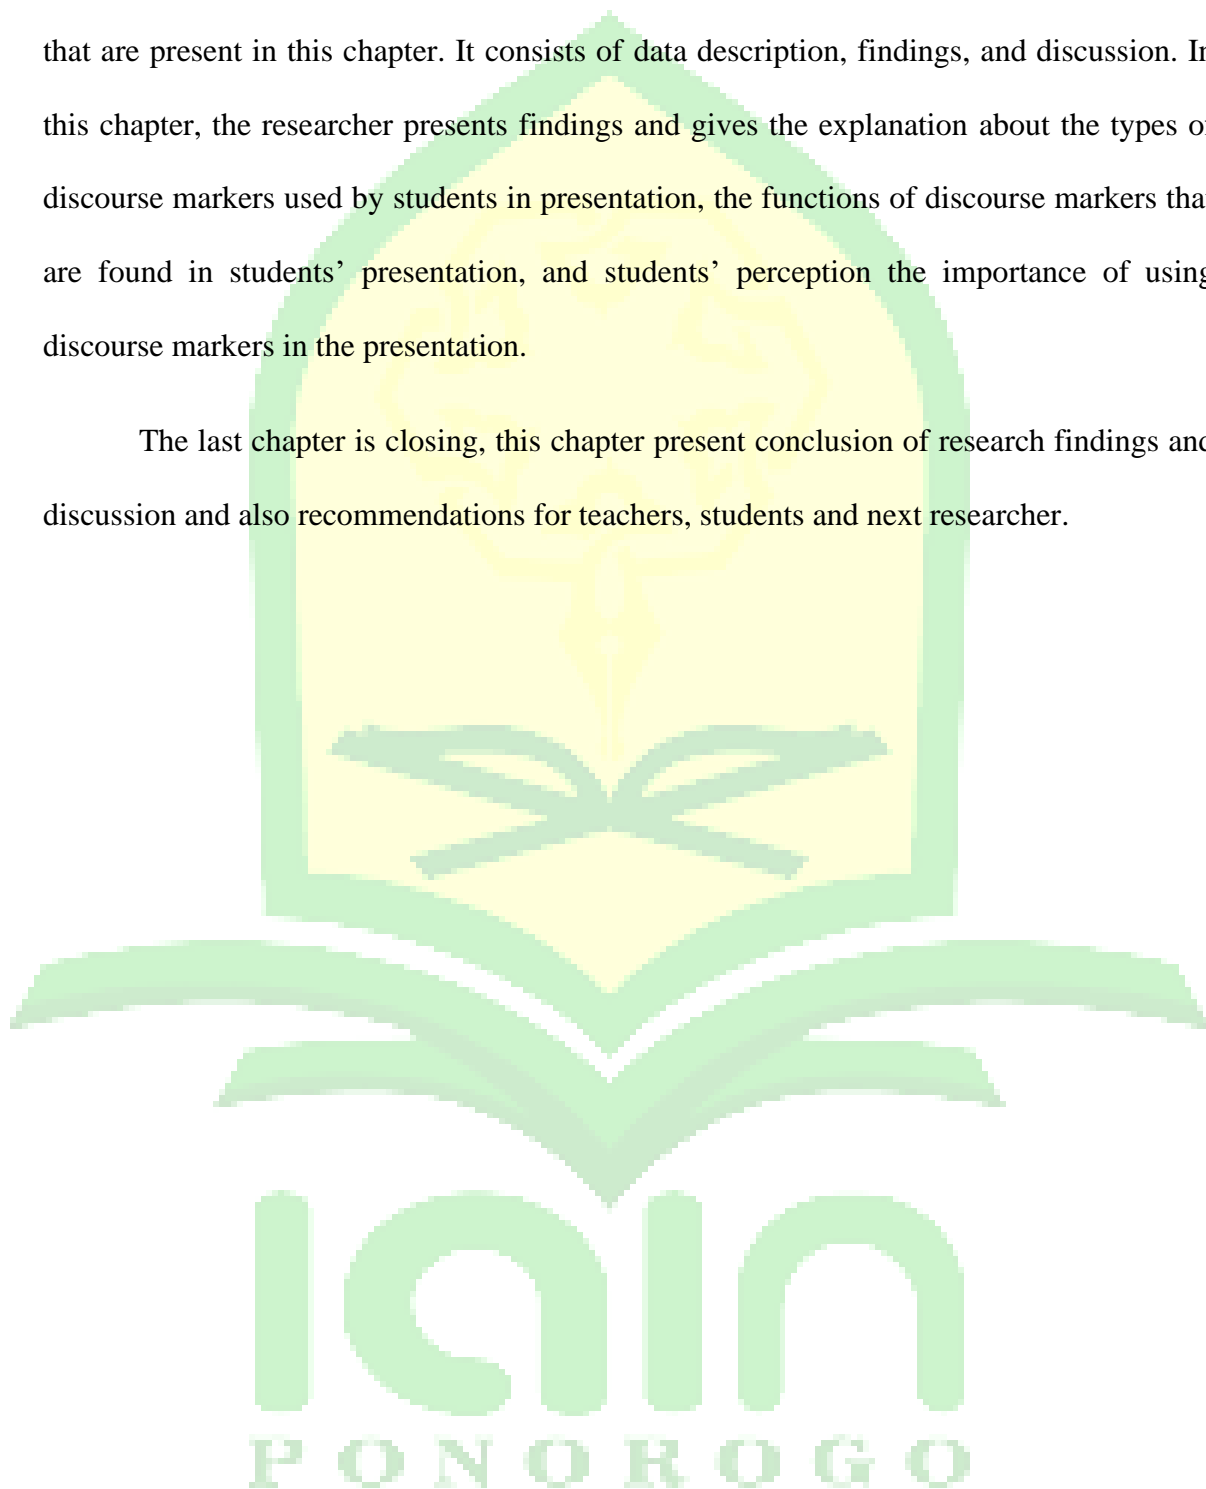 that are present in this chapter. It consists of data description, findings, and discussion. In
this chapter, the researcher presents findings and gives the explanation about the types of
discourse markers used by students in presentation, the functions of discourse markers that
are found in students’ presentation, and students’ perception the importance of using
discourse markers in the presentation.
The last chapter is closing, this chapter present conclusion of research findings and
discussion and also recommendations for teachers, students and next researcher.
iain
PONOROGO